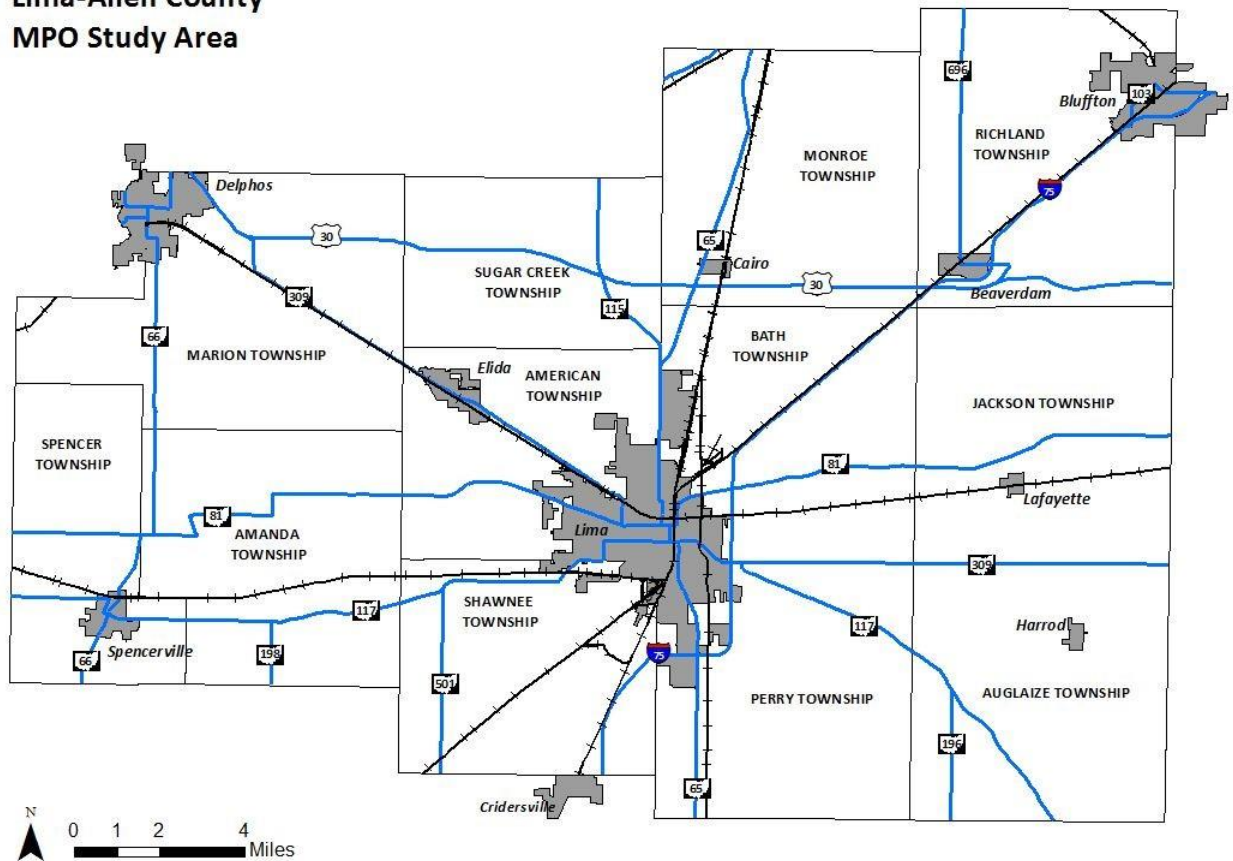 Lima-Allen County
MPO Study Area
696
Bluffton
103
RICHLAND
TOWNSHIP
MONROE
TOWNSHIP
75
Delphos
30
65
Cairo
SUGAR CREEK
TOWNSHIP
30
Beaverdam
309
115
66
MARION TOWNSHIP
BATH
TOWNSHIP
Elida
AMERICAN
TOWNSHIP
JACKSON TOWNSHIP
SPENCER
TOWNSHIP
81
Lafayette
81
AMANDA
TOWNSHIP
Lima
309
117
SHAWNEE
TOWNSHIP
117
Harrod
Spencerville
66
198
75
501
PERRY TOWNSHIP
AUGLAIZE TOWNSHIP
196
65
Cridersville
N
0 1 2 4
Miles